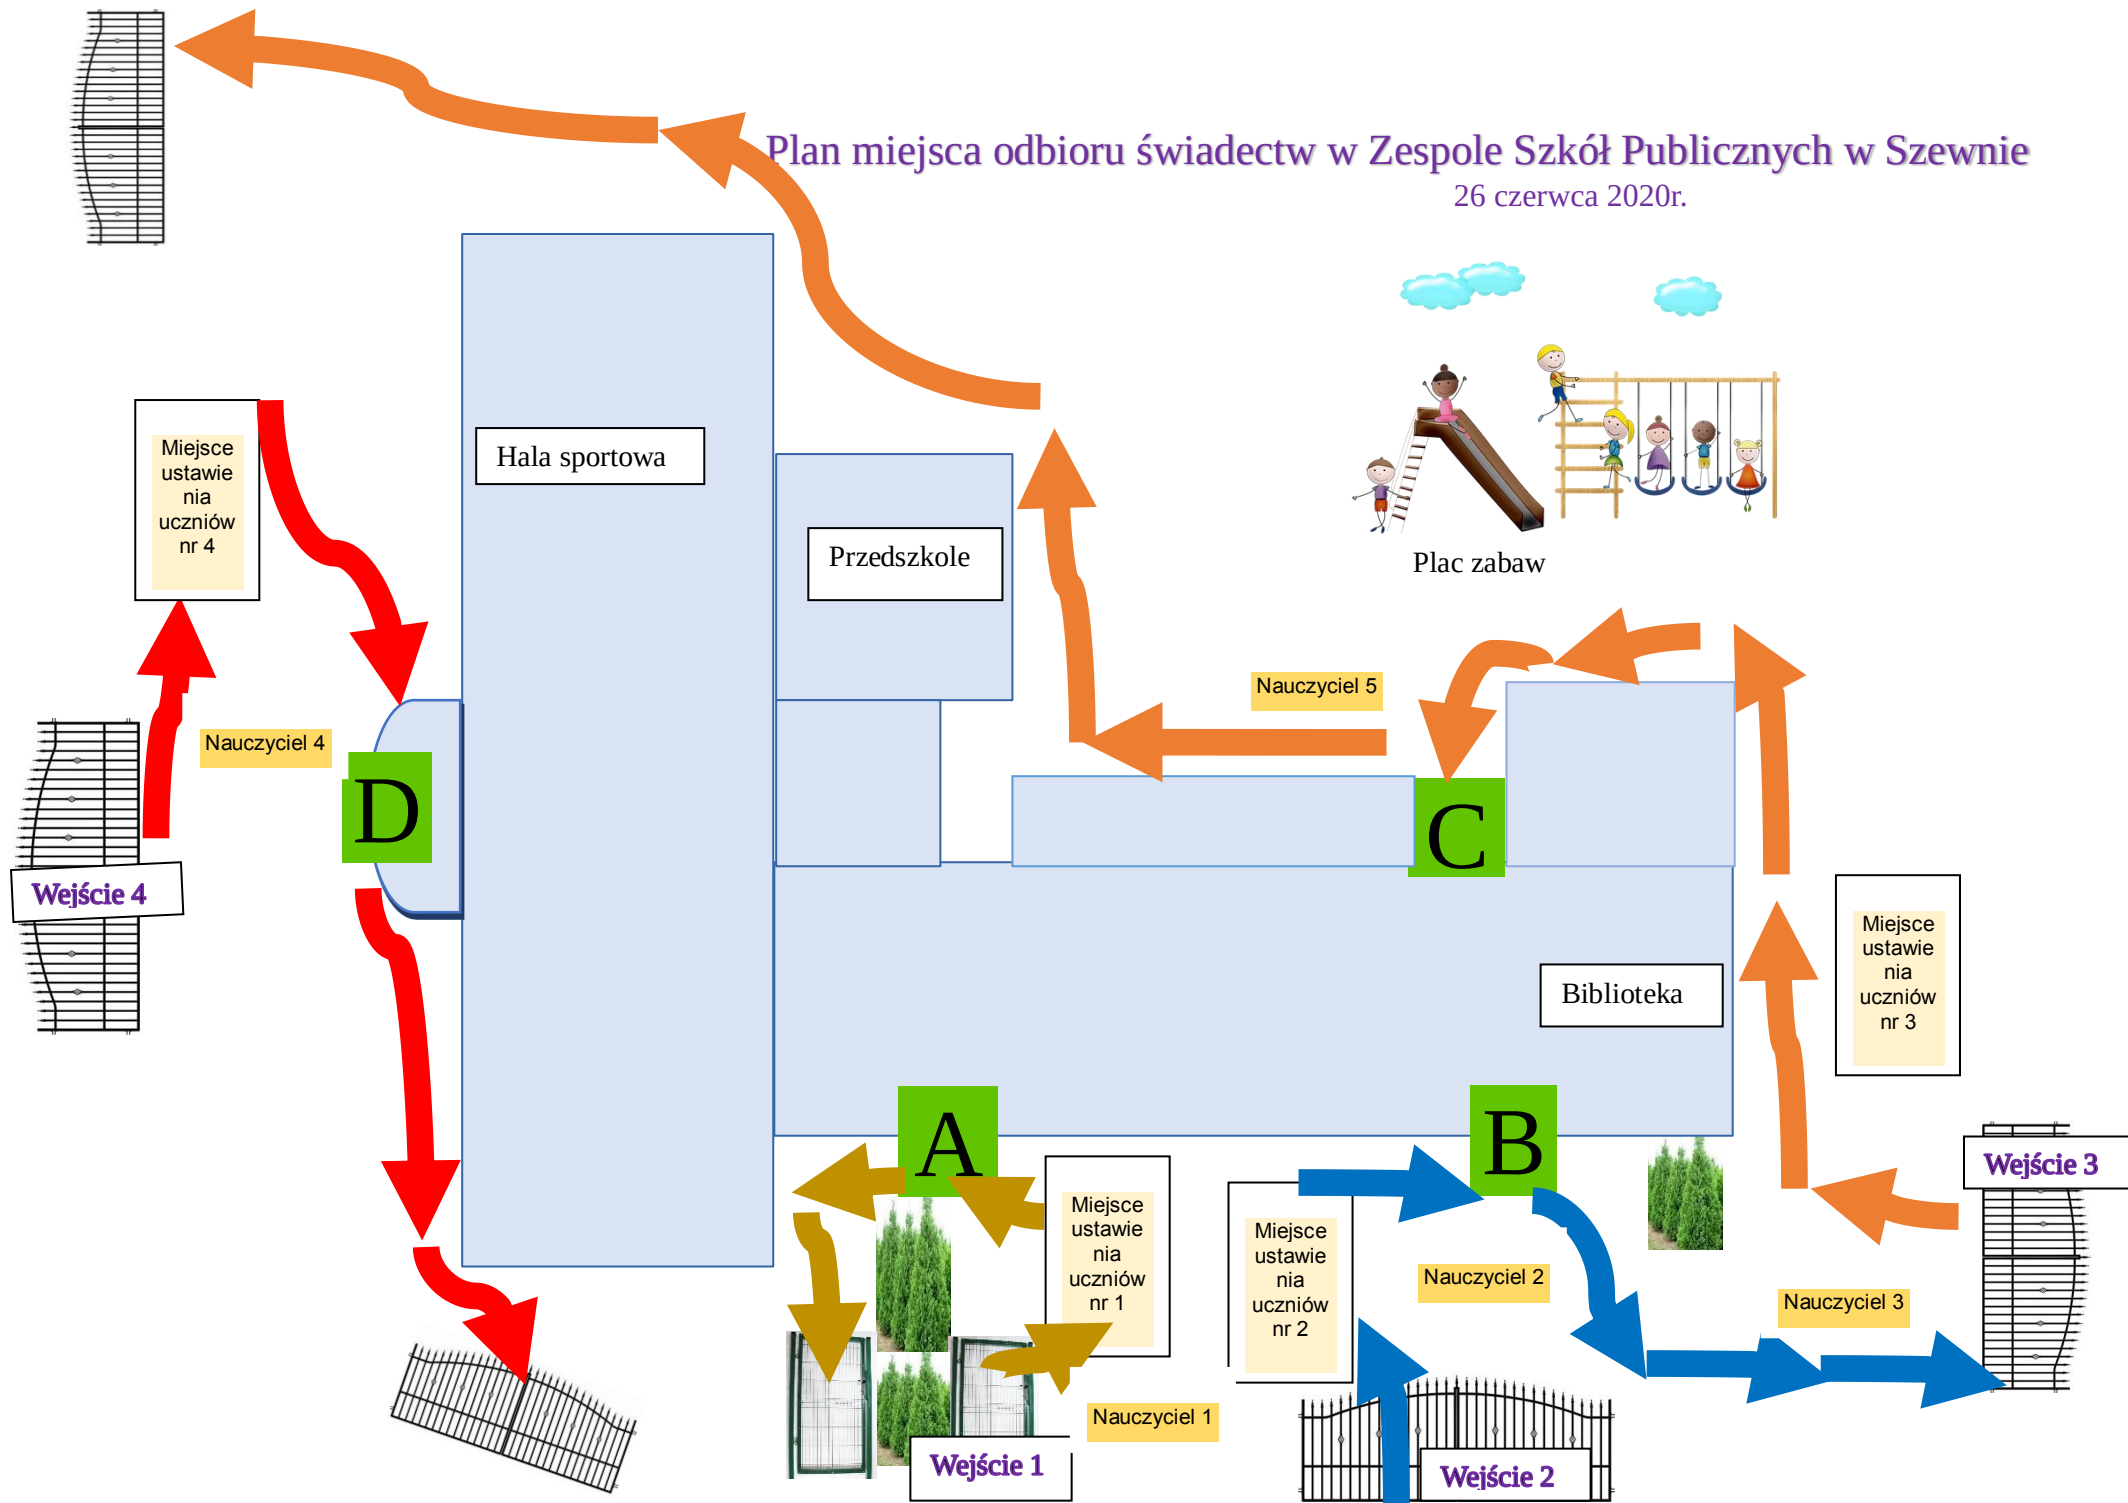 Plan miejsca odbioru świadectw w Zespole Szkół Publicznych w Szewnie
26 czerwca 2020r.
Hala sportowa
Miejsce
ustawie
nia
uczniów
nr 4
Przedszkole
Plac zabaw
Nauczyciel 5
Nauczyciel 4
D
C
Wejście 4
Miejsce
ustawie
nia
uczniów
nr 3
Biblioteka
A
B
Wejście 3
Miejsce
ustawie
nia
uczniów
nr 1
Miejsce
ustawie
nia
uczniów
nr 2
Nauczyciel 2
Nauczyciel 3
Nauczyciel 1
Wejście 1
Wejście 2